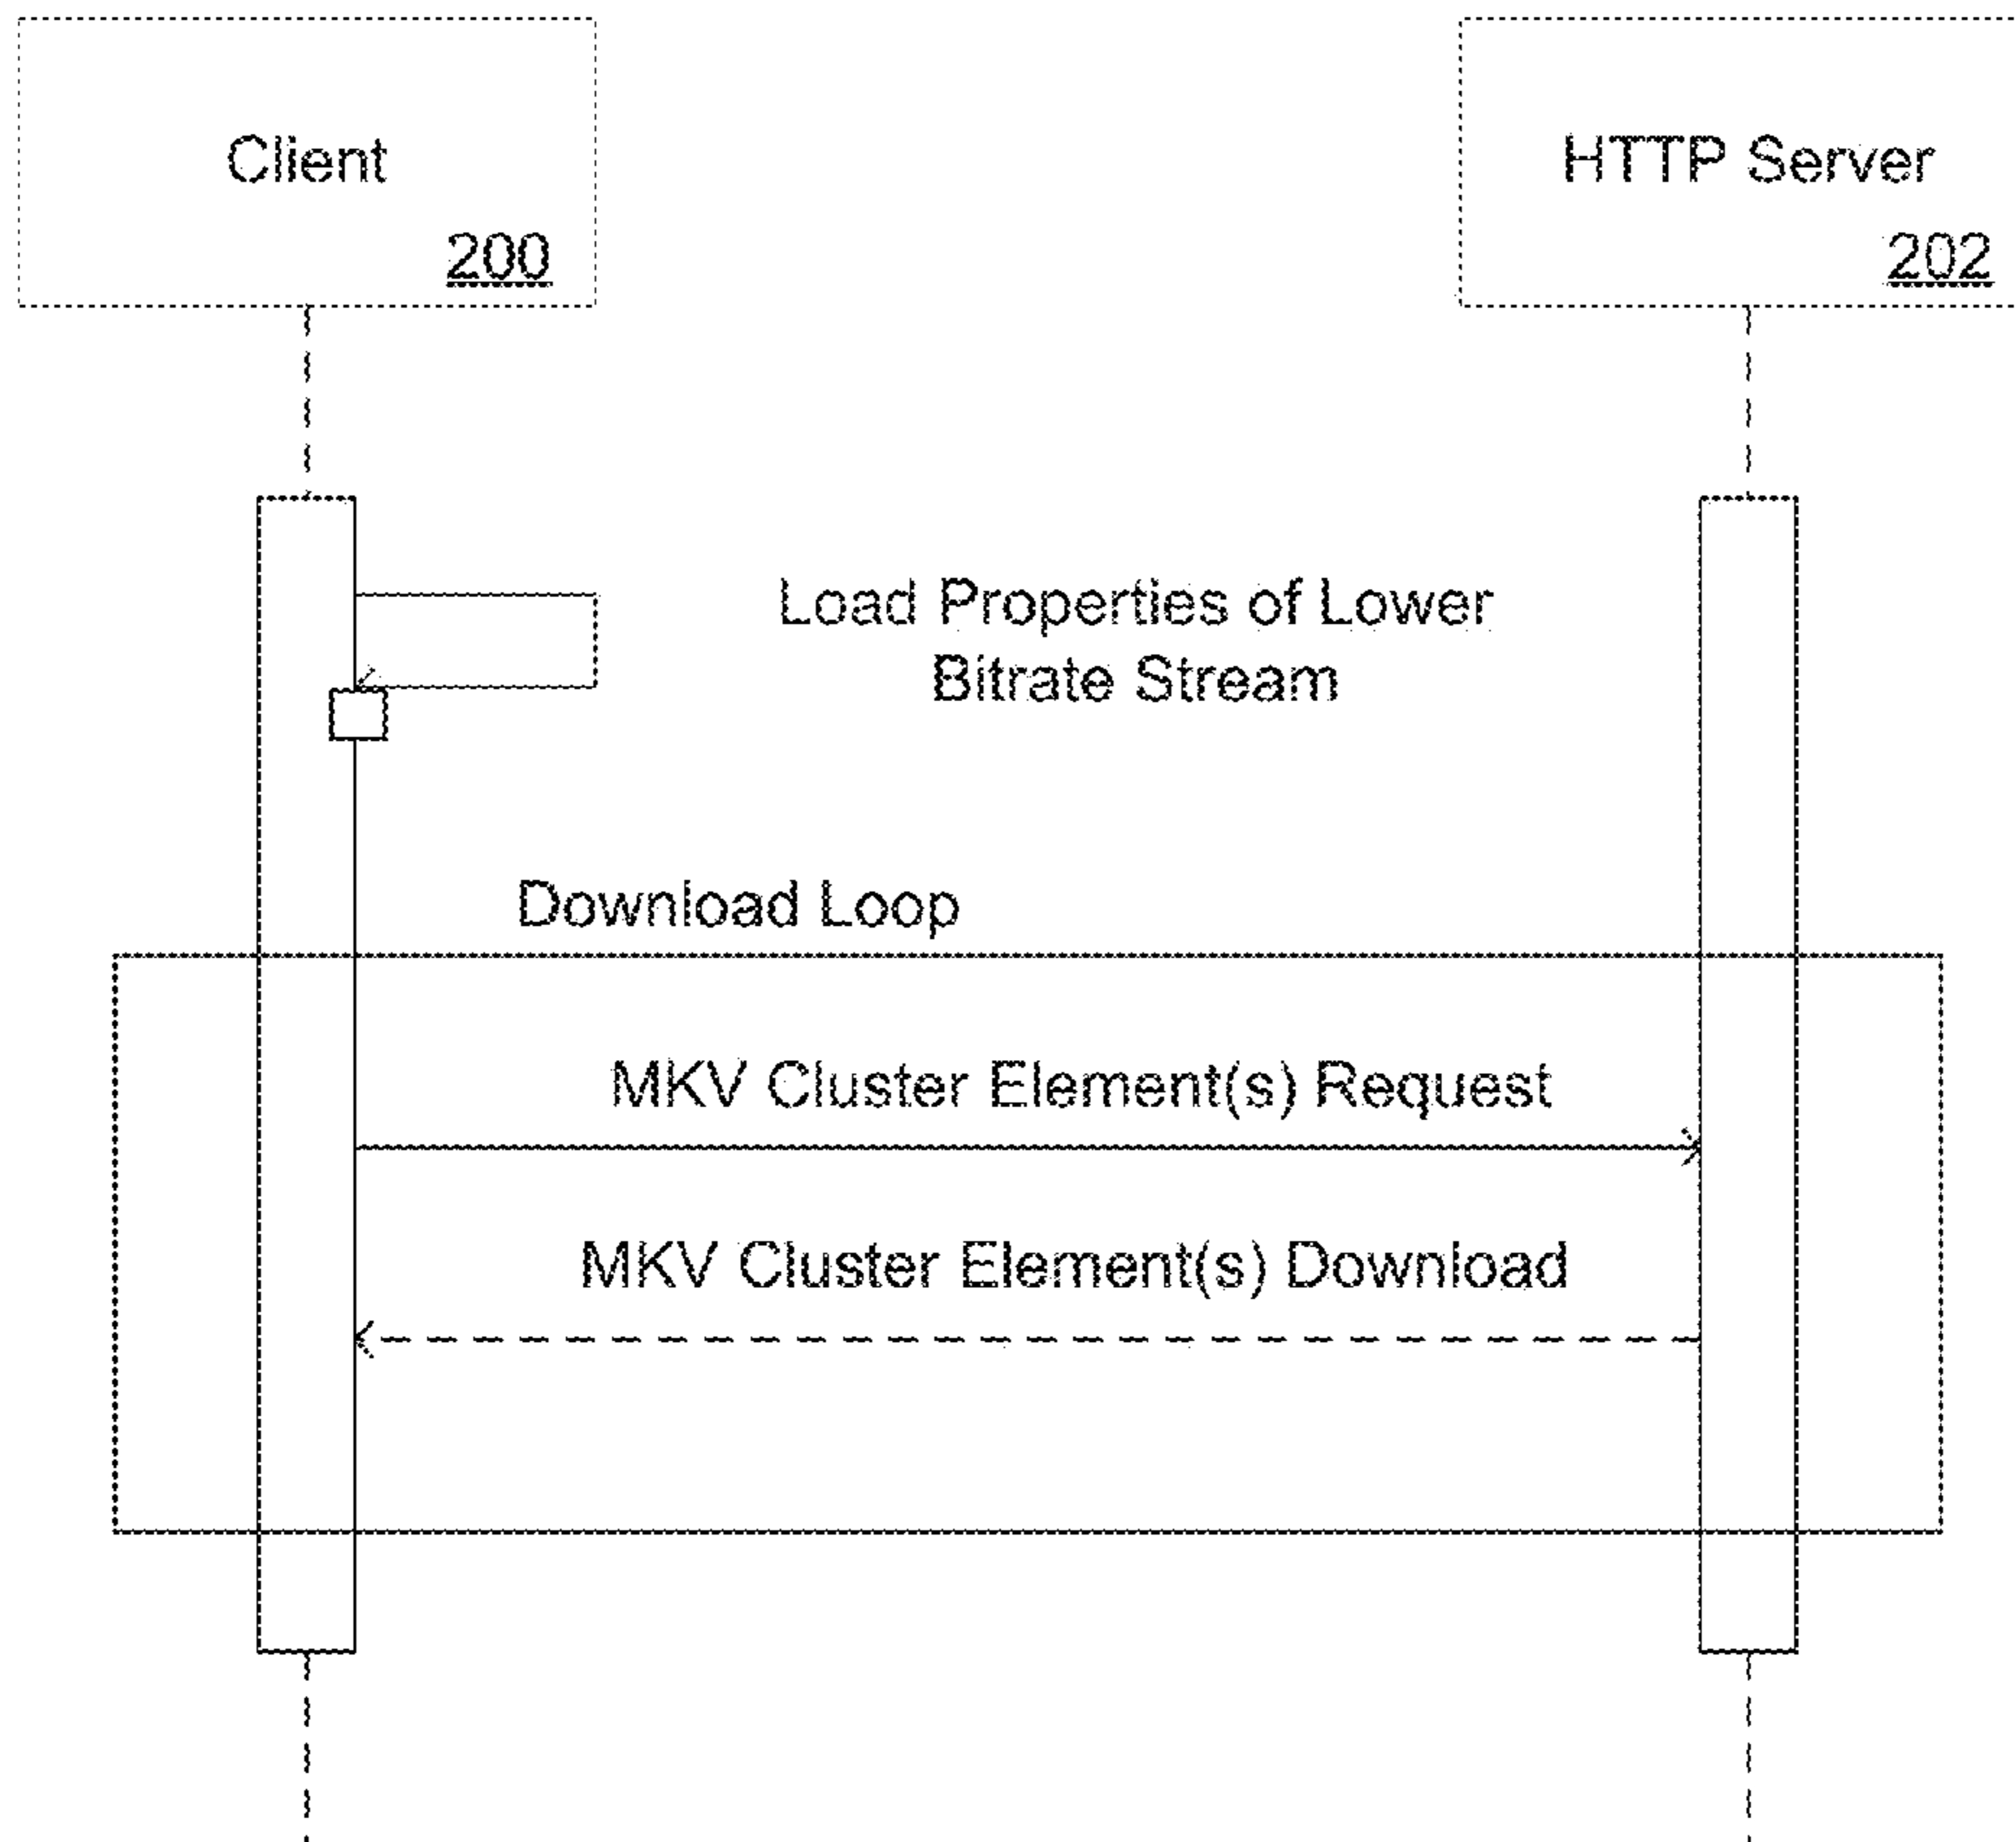 Client
200
HTTP Server
202
Load Properties of Lower
Bitrate Stream
Download Loop
MKV Cluster Element(s) Request
MKV Cluster Element(s) Download